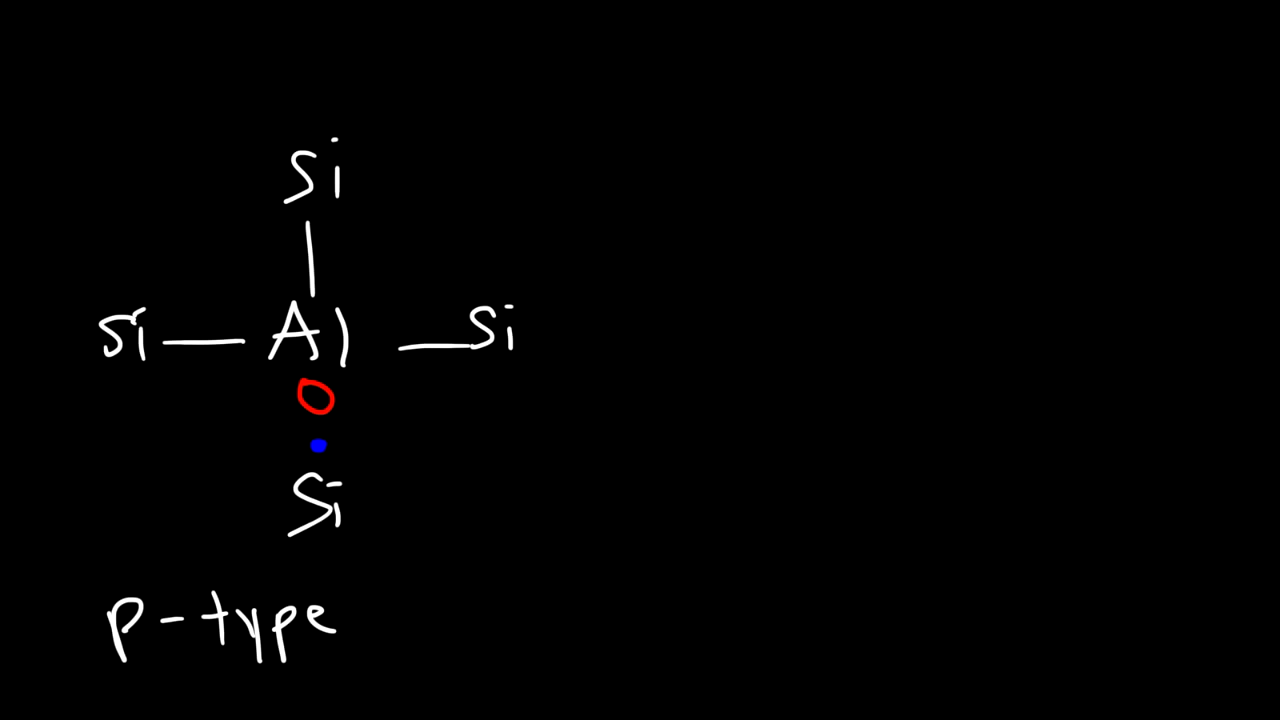 Si
Si — Al — Si
Si
p-type